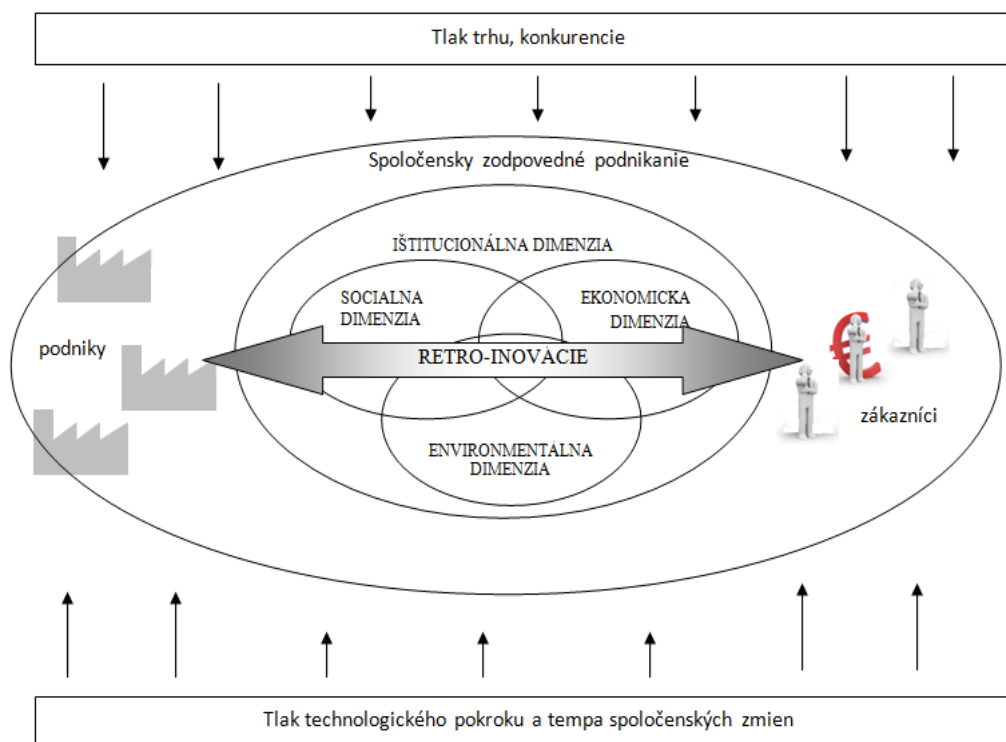 Tlak trhu, konkurencie
Spoločensky zodpovedné podnikanie
IŠTITUCIONÁLNA DIMENZIA
SOCIALNA
DIMENZIA
EKONOMICKA
DIMENZIA
podniky
RETRO-INOVÁCIE
zákazníci
ENVIRONMENTÁLNA
DIMENZIA
Tlak technologického pokroku a tempa spoločenských zmien